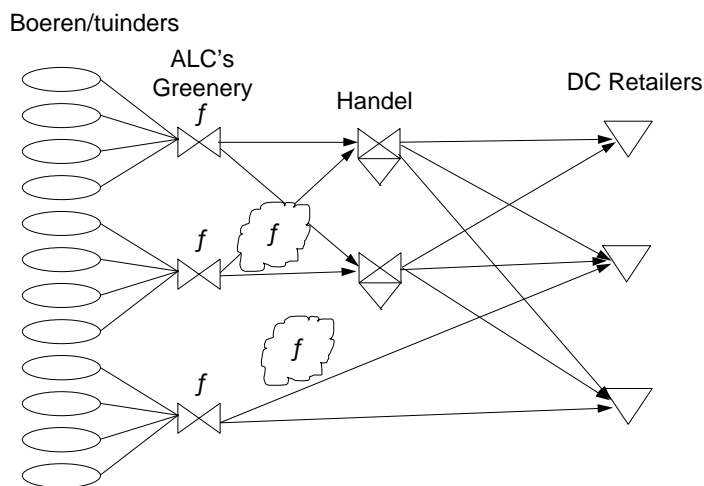 Boeren/tuinders
ALC's
Greenery
Handel
DC Retailers
f
f
f
f
f